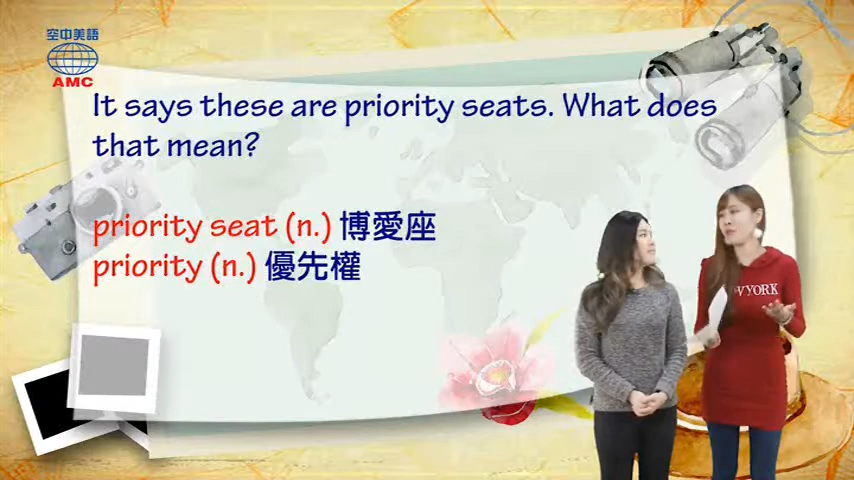 空中美語
AMC
It says these are priority seats. What does
that mean?
priority seat (n.) 博愛座
priority (n.) 優先權
VYORK